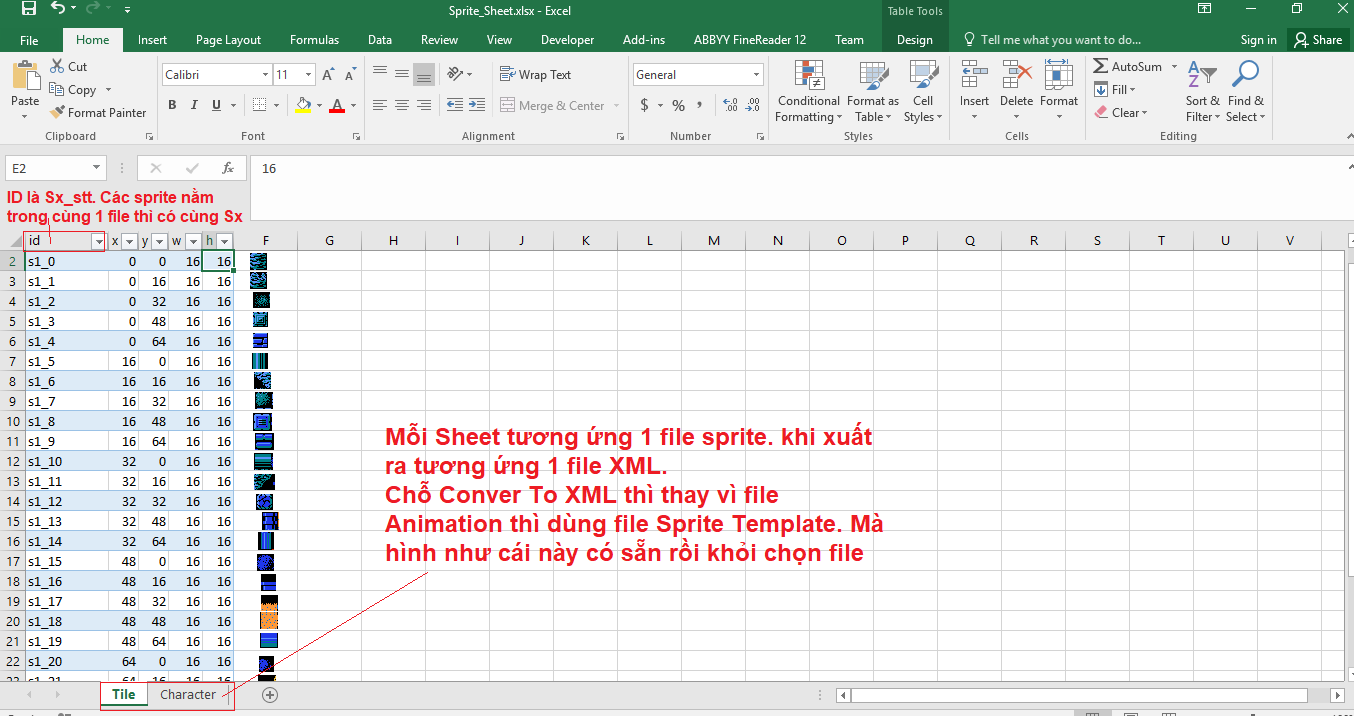 Sprite_Sheet.xlsx - Excel
Table Tools
File Home Insert Page Layout Formulas Data Review View Developer Add-ins ABBYY FineReader 12 Team Design Tell me what you want to do... Sign in Share
Paste
Cut
Copy
Format Painter
Clipboard
Calibri 11
B I U
Font
Wrap Text
Merge & Center
Alignment
General
$ % ,
Number
Conditional Formatting
Format as Table
Cell Styles
Styles
Insert
Delete
Format
Cells
AutoSum
Fill
Clear
Sort & Filter
Find & Select
Editing
E2 fx 16
ID là Sx_stt. Các sprite nằm
trong cùng 1 file thì có cùng Sx
id x y w h F G H I J K L M N O P Q R S T U V
2 s1_0 0 0 16 16
3 s1_1 0 16 16 16
4 s1_2 0 32 16 16
5 s1_3 0 48 16 16
6 s1_4 0 64 16 16
7 s1_5 16 0 16 16
8 s1_6 16 16 16 16
9 s1_7 16 32 16 16
10 s1_8 16 48 16 16
11 s1_9 16 64 16 16
12 s1_10 32 0 16 16
13 s1_11 32 16 16 16
14 s1_12 32 32 16 16
15 s1_13 32 48 16 16
16 s1_14 32 64 16 16
17 s1_15 48 0 16 16
18 s1_16 48 16 16 16
19 s1_17 48 32 16 16
20 s1_18 48 48 16 16
21 s1_19 48 64 16 16
22 s1_20 64 0 16 16
23 s1_21 64 16 16 16
Mỗi Sheet tương ứng 1 file sprite. khi xuất
ra tương ứng 1 file XML.
Chỗ Conver To XML thì thay vì file
Animation thì dùng file Sprite Template. Mà
hình như cái này có sẵn rồi khỏi chọn file
Tile Character